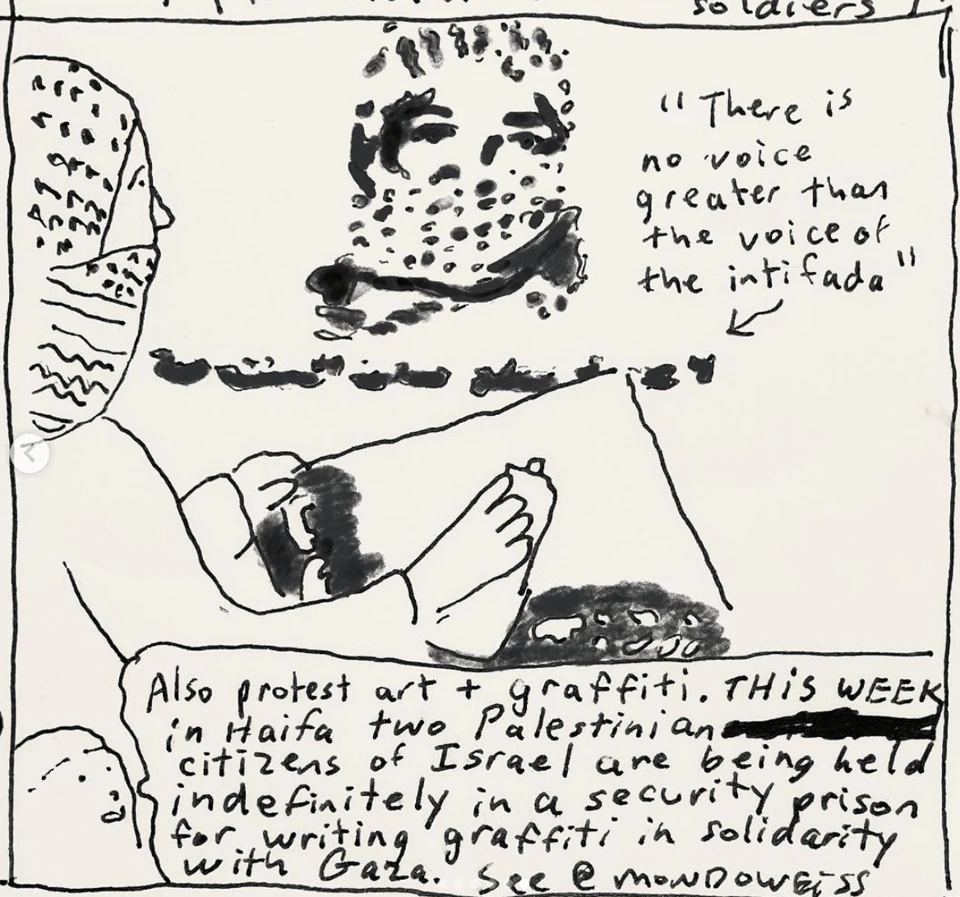 soldiers
"There is
no voice
greater than
the voice of
the intifada"
Also protest art + graffiti. THiS WEEK
in Haifa two Palestinian
citizens of Israel are being held
indefinitely in a security prison
for writing graffiti in solidarity
with Gaza. See @ MONDOWEiSS